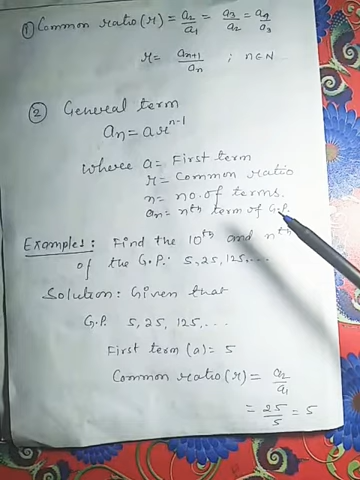 ① Common ratio (r) = a₂/a₁ = a₃/a₂ = a₄/a₃
r = aₙ₊₁/aₙ ; n∈N
② General term
aₙ = arⁿ⁻¹
where a = First term
r = Common ratio
n = no. of terms.
aₙ = nᵗʰ term of G.P.
Examples: Find the 10ᵗʰ and nᵗʰ
of the G.P.: 5, 25, 125, ...
Solution: Given that
G.P. 5, 25, 125, ...
First term (a) = 5
Common ratio (r) = a₂/a₁
= 25/5 = 5